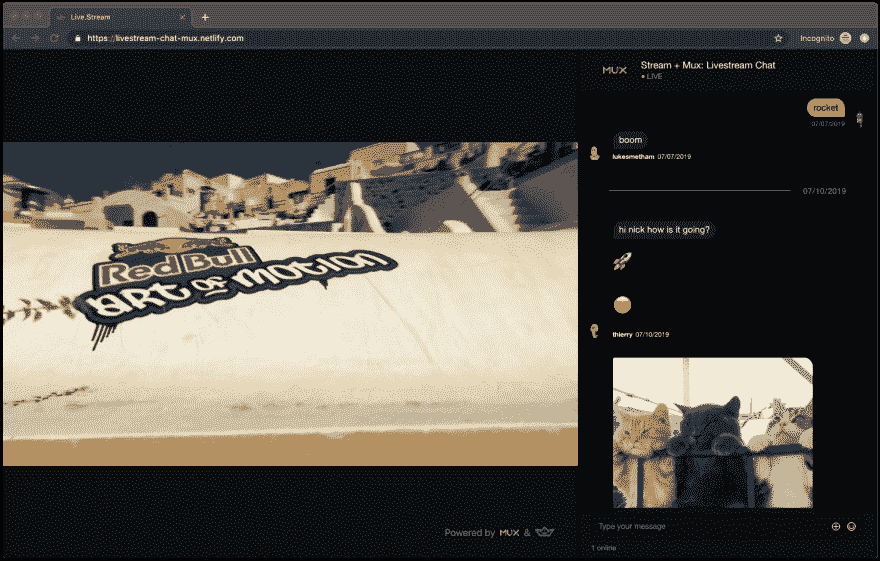 Live.Stream
https://livestream-chat-mux.netlify.com
Incognito
MUX
Stream + Mux: Livestream Chat
• LIVE
rocket
07/07/2019
boom
lukesmetham 07/07/2019
07/10/2019
hi nick how is it going?
thierry 07/10/2019
Red Bull
ART OF MOTION
Powered by MUX &
Type your message
1 online